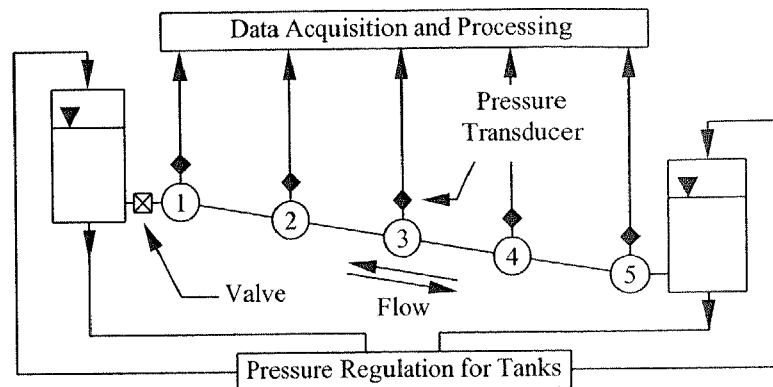 Data Acquisition and Processing
Pressure
Transducer
1
2
3
4
5
Valve
Flow
Pressure Regulation for Tanks